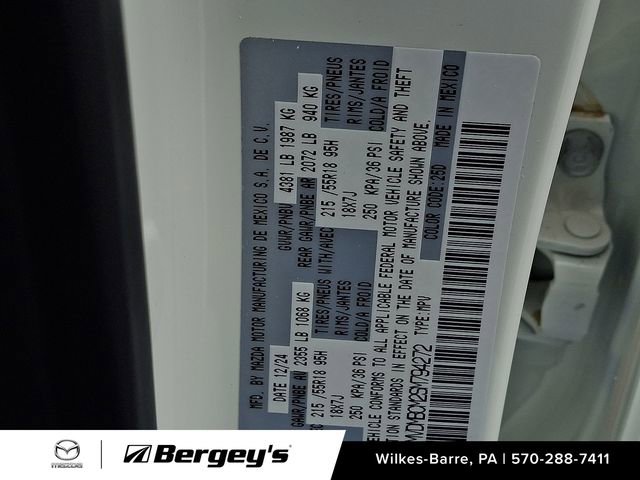 MFD. BY MAZDA MOTOR MANUFACTURING DE MEXICO S.A. DE C.V.
DATE 12/24 GVWR/PNBV 4381 LB 1987 KG
GAWR/PNBE AV 2355 LB 1068 KG REAR GAWR/PNBE AR 2072 LB 940 KG
TIRES/PNEUS WITH/AVEC TIRES/PNEUS
215 /55R18 95H RIMS/JANTES 215 /55R18 95H RIMS/JANTES
18X7J COLD/A FROID 18X7J COLD/A FROID
250 KPA/36 PSI 250 KPA/36 PSI
VEHICLE CONFORMS TO ALL APPLICABLE FEDERAL MOTOR VEHICLE SAFETY AND THEFT
STANDARDS IN EFFECT ON THE DATE OF MANUFACTURE SHOWN ABOVE.
TYPE:MPV COLOR CODE:25D MADE IN MEXICO
mazda
Bergey's
Wilkes-Barre, PA | 570-288-7411